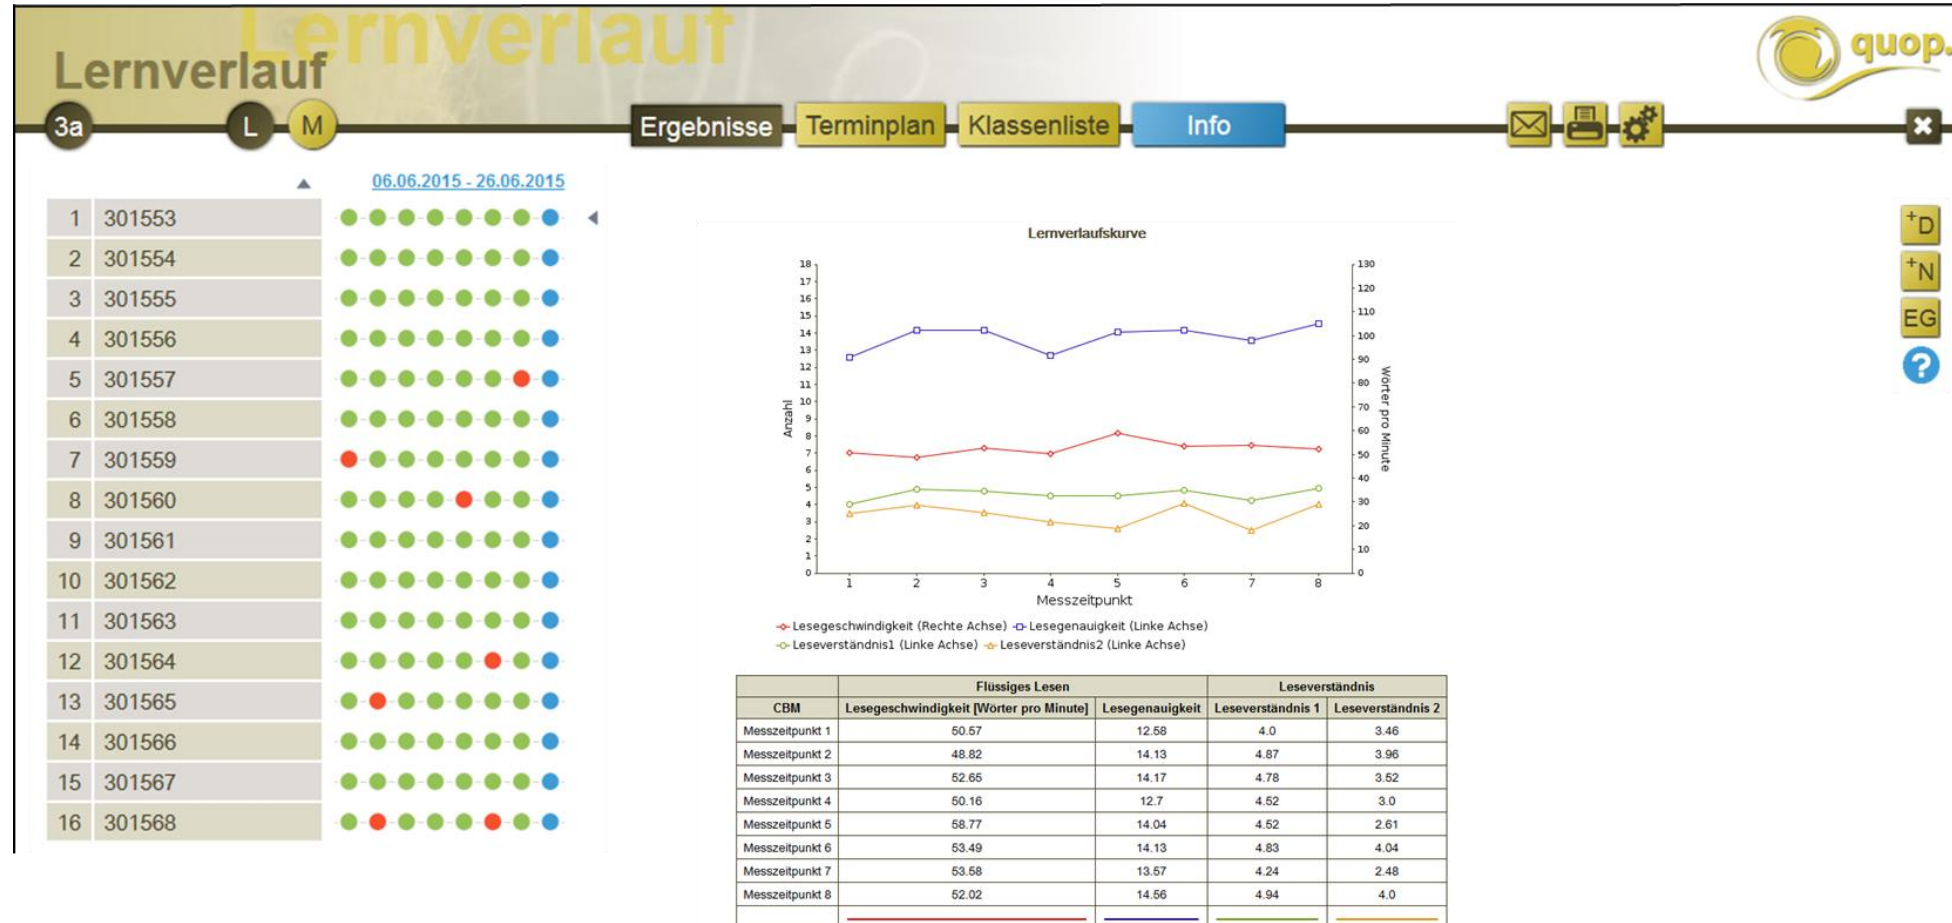 Lernverlauf
Lernverlauf
quop.
3a L M Ergebnisse Terminplan Klassenliste Info
06.06.2015 - 26.06.2015
1 301553
2 301554
3 301555
4 301556
5 301557
6 301558
7 301559
8 301560
9 301561
10 301562
11 301563
12 301564
13 301565
14 301566
15 301567
16 301568
Lernverlaufskurve
18
17
16
15
14
13
12
11
10
9
8
7
6
5
4
3
2
1
0
Anzahl
130
120
110
100
90
80
70
60
50
40
30
20
10
0
Wörter pro Minute
1 2 3 4 5 6 7 8
Messzeitpunkt
Lesegeschwindigkeit (Rechte Achse) Lesegenauigkeit (Linke Achse)
Leseverständnis1 (Linke Achse) Leseverständnis2 (Linke Achse)
Flüssiges Lesen Leseverständnis
CBM Lesegeschwindigkeit [Wörter pro Minute] Lesegenauigkeit Leseverständnis 1 Leseverständnis 2
Messzeitpunkt 1 50.57 12.58 4.0 3.46
Messzeitpunkt 2 48.82 14.13 4.87 3.96
Messzeitpunkt 3 52.65 14.17 4.78 3.52
Messzeitpunkt 4 50.16 12.7 4.52 3.0
Messzeitpunkt 5 58.77 14.04 4.52 2.61
Messzeitpunkt 6 53.49 14.13 4.83 4.04
Messzeitpunkt 7 53.58 13.57 4.24 2.48
Messzeitpunkt 8 52.02 14.56 4.94 4.0
+D
+N
EG
?